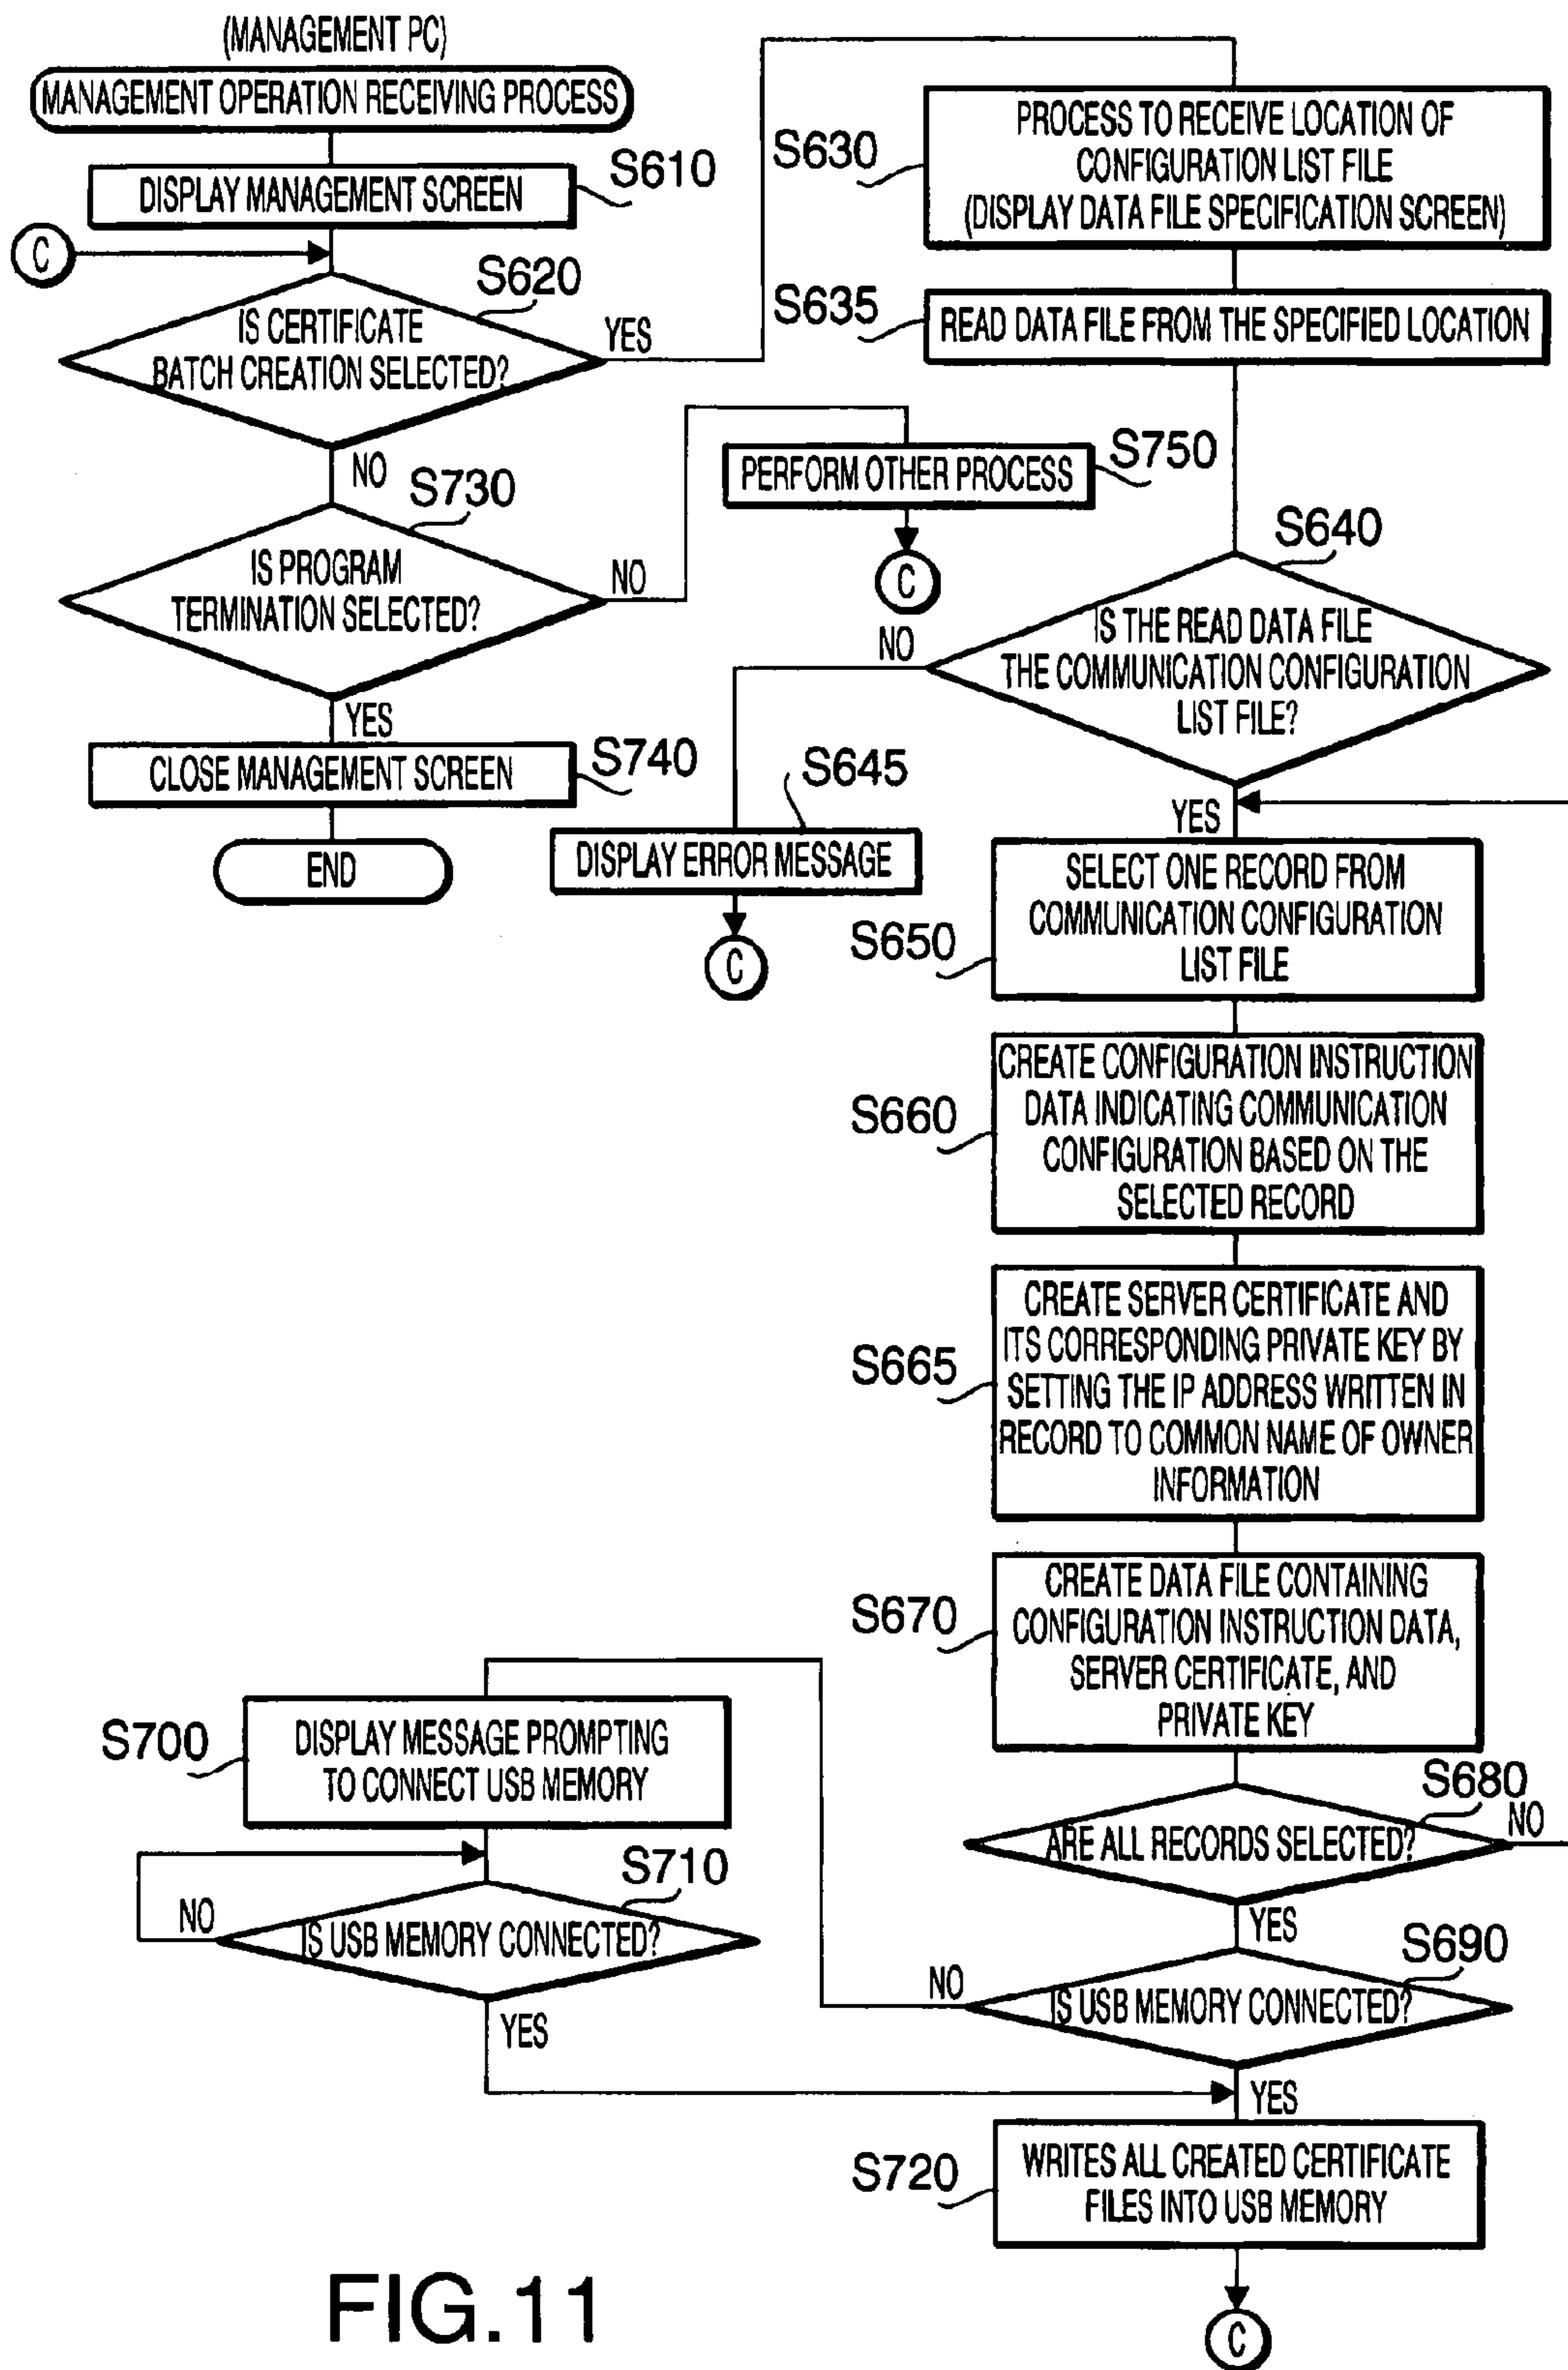 (MANAGEMENT PC)
MANAGEMENT OPERATION RECEIVING PROCESS
DISPLAY MANAGEMENT SCREEN
S610
C
S620
IS CERTIFICATE
BATCH CREATION SELECTED?
YES
NO
S730
IS PROGRAM
TERMINATION SELECTED?
NO
YES
CLOSE MANAGEMENT SCREEN
S740
END
PERFORM OTHER PROCESS
S750
C
S630
PROCESS TO RECEIVE LOCATION OF
CONFIGURATION LIST FILE
(DISPLAY DATA FILE SPECIFICATION SCREEN)
S635
READ DATA FILE FROM THE SPECIFIED LOCATION
S640
IS THE READ DATA FILE
THE COMMUNICATION CONFIGURATION
LIST FILE?
NO
S645
DISPLAY ERROR MESSAGE
C
YES
S650
SELECT ONE RECORD FROM
COMMUNICATION CONFIGURATION
LIST FILE
S660
CREATE CONFIGURATION INSTRUCTION
DATA INDICATING COMMUNICATION
CONFIGURATION BASED ON THE
SELECTED RECORD
S665
CREATE SERVER CERTIFICATE AND
ITS CORRESPONDING PRIVATE KEY BY
SETTING THE IP ADDRESS WRITTEN IN
RECORD TO COMMON NAME OF OWNER
INFORMATION
S670
CREATE DATA FILE CONTAINING
CONFIGURATION INSTRUCTION DATA,
SERVER CERTIFICATE, AND
PRIVATE KEY
S680
ARE ALL RECORDS SELECTED?
NO
YES
S690
IS USB MEMORY CONNECTED?
NO
YES
S700
DISPLAY MESSAGE PROMPTING
TO CONNECT USB MEMORY
S710
IS USB MEMORY CONNECTED?
NO
YES
S720
WRITES ALL CREATED CERTIFICATE
FILES INTO USB MEMORY
C
FIG.11